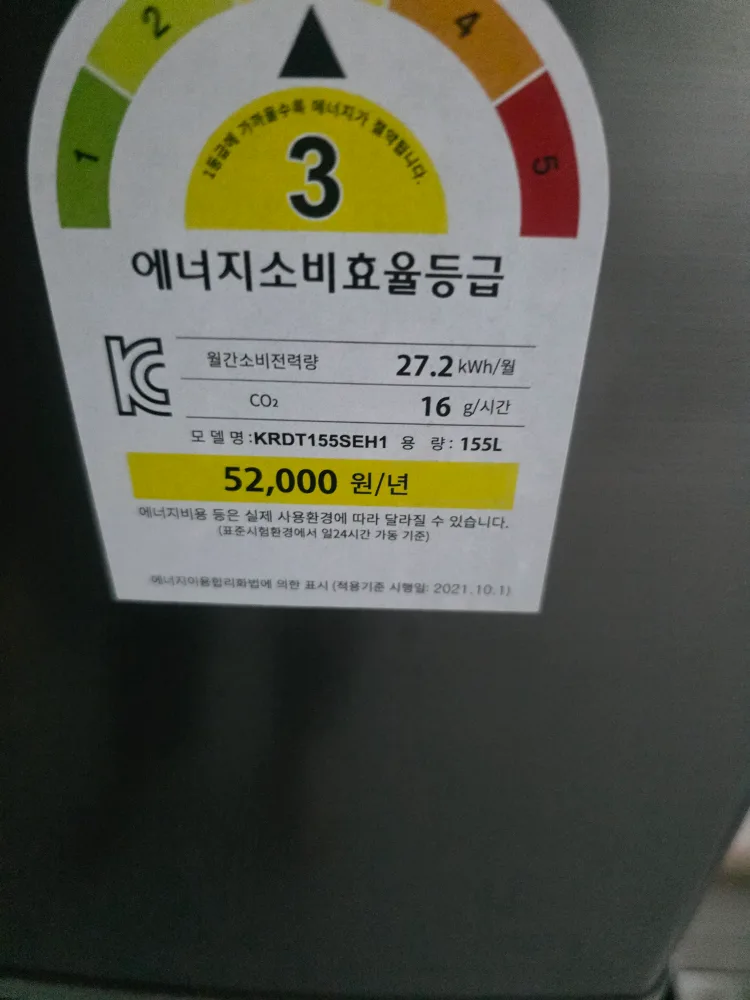 2
4
1
5
1등급에 가까울수록 에너지가 절약됩니다.
3
에너지소비효율등급
월간소비전력량 27.2 kWh/월
CO₂ 16 g/시간
모 델 명 :KRDT155SEH1 용 량 : 155L
52,000 원/년
에너지비용 등은 실제 사용환경에 따라 달라질 수 있습니다.
(표준시험환경에서 일24시간 가동 기준)
에너지이용합리화법에 의한 표시 (적용기준 시행일: 2021.10.1)